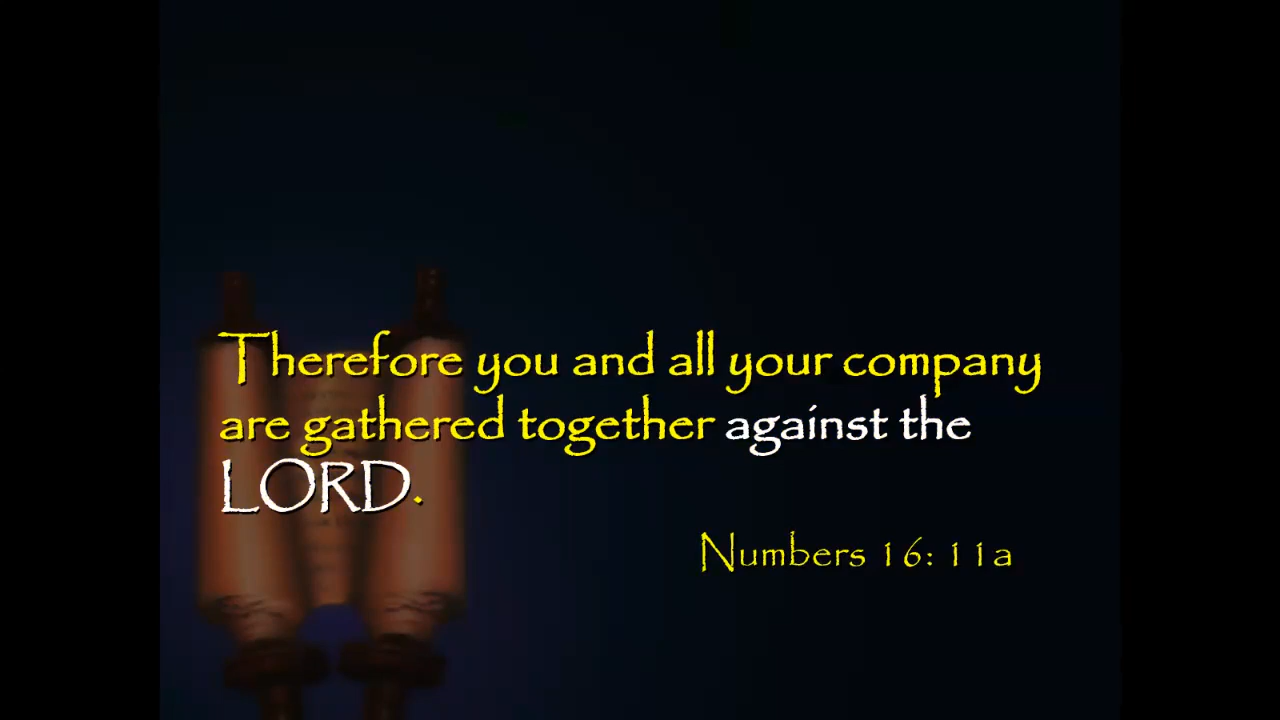 Therefore you and all your company
are gathered together against the
LORD.
Numbers 16: 11a